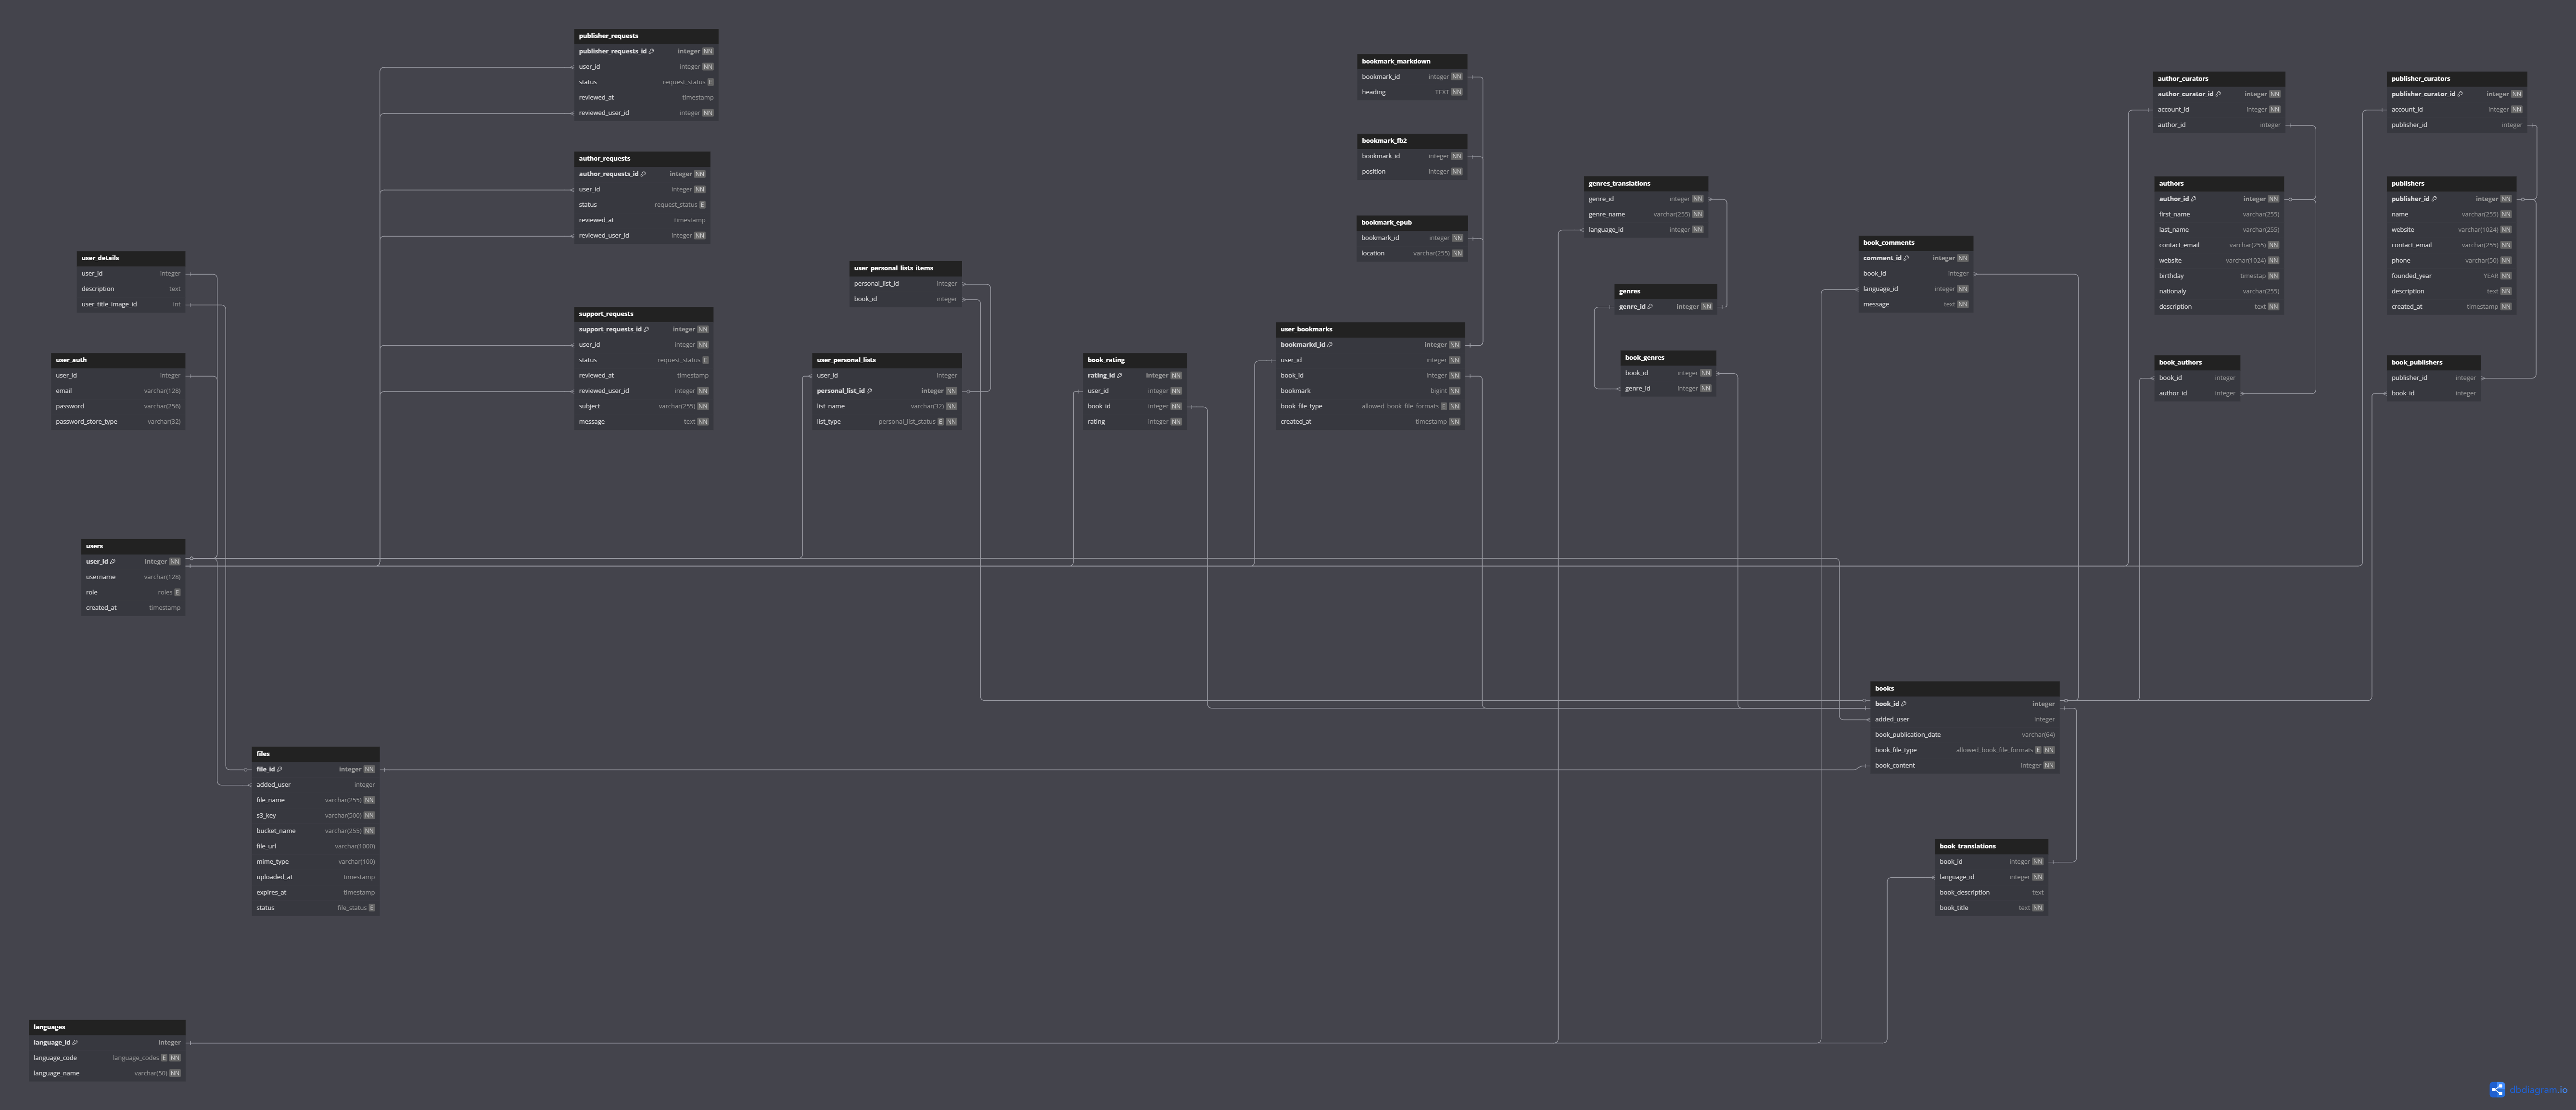 publisher_requests
publisher_requests_id integer NN
user_id integer NN
status request_status E
reviewed_at timestamp
reviewed_user_id integer NN
author_requests
author_requests_id integer NN
user_id integer NN
status request_status E
reviewed_at timestamp
reviewed_user_id integer NN
support_requests
support_requests_id integer NN
user_id integer NN
status request_status E
reviewed_at timestamp
reviewed_user_id integer NN
subject varchar(255) NN
message text NN
user_details
user_id integer
description text
user_title_image_id int
user_auth
user_id integer
email varchar(128)
password varchar(256)
password_store_type varchar(32)
users
user_id integer NN
username varchar(128)
role roles E
created_at timestamp
files
file_id integer NN
added_user integer
file_name varchar(255) NN
s3_key varchar(500) NN
bucket_name varchar(255) NN
file_url varchar(1000)
mime_type varchar(100)
uploaded_at timestamp
expires_at timestamp
status file_status E
languages
language_id integer
language_code language_codes E NN
language_name varchar(50) NN
user_personal_lists_items
personal_list_id integer
book_id integer
user_personal_lists
user_id integer
personal_list_id integer NN
list_name varchar(32) NN
list_type personal_list_status E NN
book_rating
rating_id integer NN
user_id integer NN
book_id integer NN
rating integer NN
bookmark_markdown
bookmark_id integer NN
heading TEXT NN
bookmark_fb2
bookmark_id integer NN
position integer NN
bookmark_epub
bookmark_id integer NN
location varchar(255) NN
user_bookmarks
bookmarkd_id integer NN
user_id integer NN
book_id integer NN
bookmark bigint NN
book_file_type allowed_book_file_formats E NN
created_at timestamp NN
genres_translations
genre_id integer NN
genre_name varchar(255) NN
language_id integer NN
genres
genre_id integer NN
book_genres
book_id integer NN
genre_id integer NN
book_comments
comment_id integer NN
book_id integer
language_id integer NN
message text NN
books
book_id integer
added_user integer
book_publication_date varchar(64)
book_file_type allowed_book_file_formats E NN
book_content integer NN
book_translations
book_id integer NN
language_id integer NN
book_description text
book_title text NN
author_curators
author_curator_id integer NN
account_id integer NN
author_id integer
authors
author_id integer NN
first_name varchar(255)
last_name varchar(255)
contact_email varchar(255) NN
website varchar(1024) NN
birthday timestap NN
nationaly varchar(255)
description text NN
book_authors
book_id integer
author_id integer
publisher_curators
publisher_curator_id integer NN
account_id integer NN
publisher_id integer
publishers
publisher_id integer NN
name varchar(255) NN
website varchar(1024) NN
contact_email varchar(255) NN
phone varchar(50) NN
founded_year YEAR NN
description text NN
created_at timestamp NN
book_publishers
publisher_id integer
book_id integer
dbdiagram.io